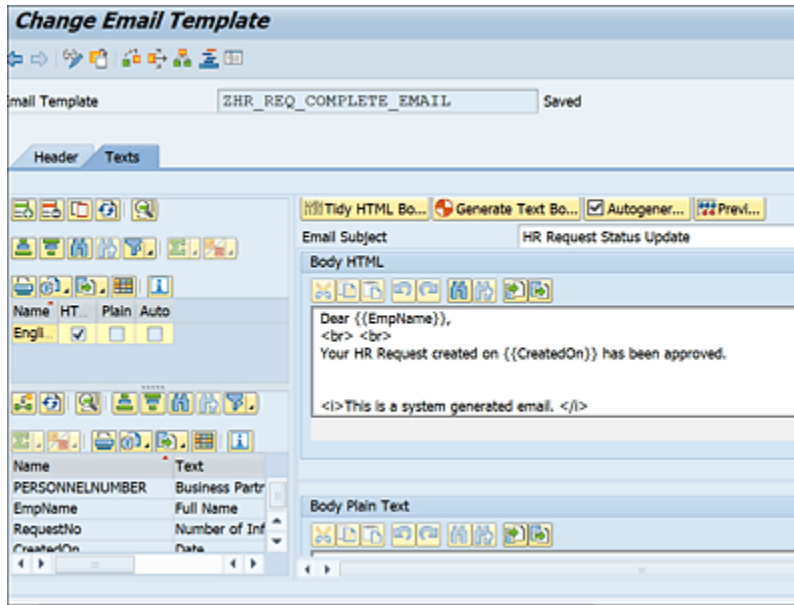 Change Email Template
Email Template ZHR_REQ_COMPLETE_EMAIL Saved
Header Texts
Tidy HTML Bo... Generate Text Bo... Autogener... Previ...
Email Subject HR Request Status Update
Body HTML
Name HT... Plain Auto
Engli...
Dear {{EmpName}},
<br> <br>
Your HR Request created on {{CreatedOn}} has been approved.
<i>This is a system generated email. </i>
Name Text
PERSONNELNUMBER Business Partr
EmpName Full Name
RequestNo Number of Inf
CreatedOn Date
Body Plain Text